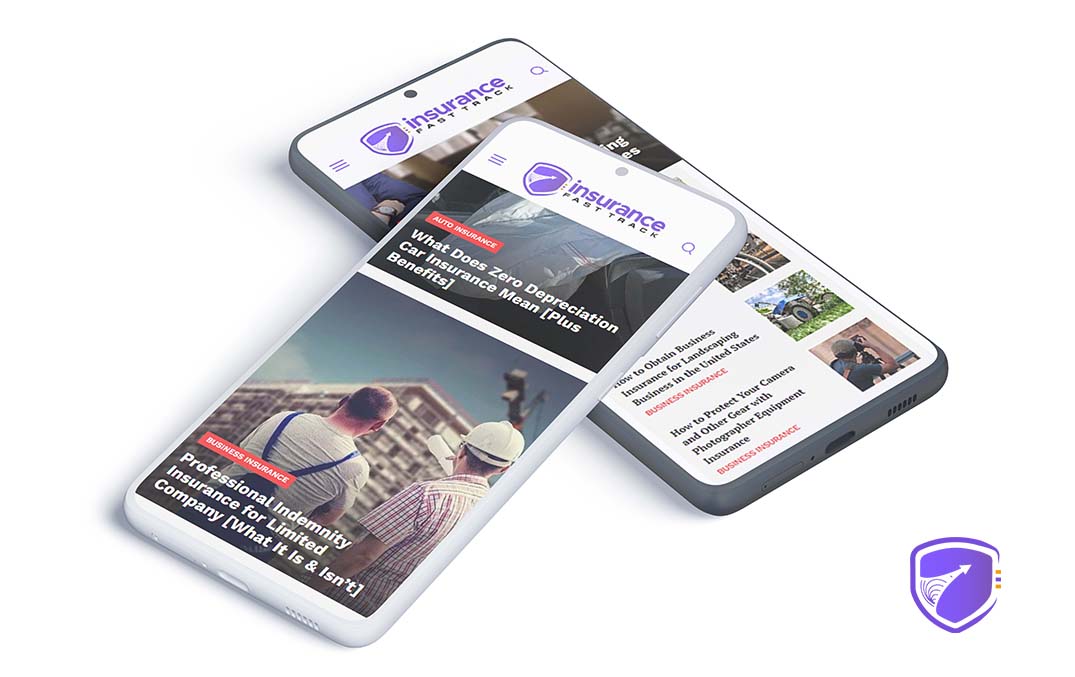 insurance
FAST TRACK
ing
es
insurance
FAST TRACK
AUTO INSURANCE
What Does Zero Depreciation
Car Insurance Mean [Plus
Benefits]
BUSINESS INSURANCE
Professional Indemnity
Insurance for Limited
Company [What It Is & Isn't]
How to Obtain Business
Insurance for Landscaping
Business in the United States
BUSINESS INSURANCE
How to Protect Your Camera
and Other Gear with
Photographer Equipment
Insurance
BUSINESS INSURANCE